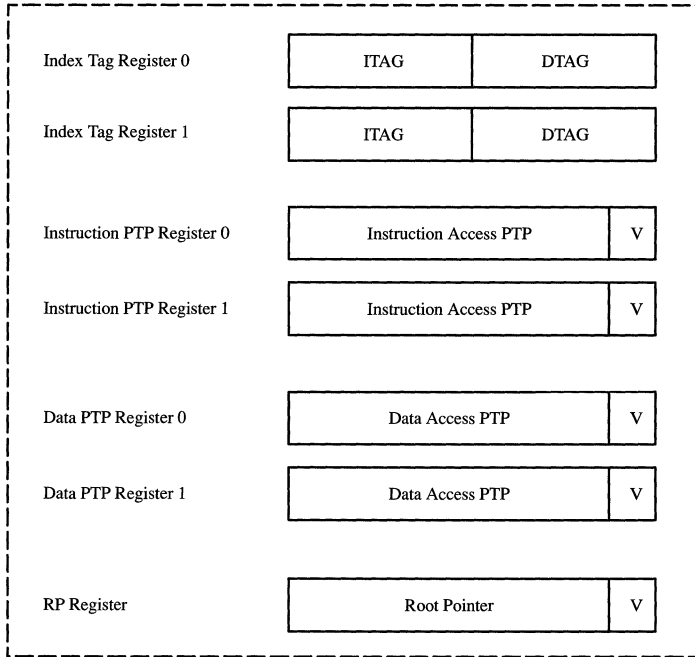 Index Tag Register 0 ITAG DTAG
Index Tag Register 1 ITAG DTAG
Instruction PTP Register 0 Instruction Access PTP V
Instruction PTP Register 1 Instruction Access PTP V
Data PTP Register 0 Data Access PTP V
Data PTP Register 1 Data Access PTP V
RP Register Root Pointer V